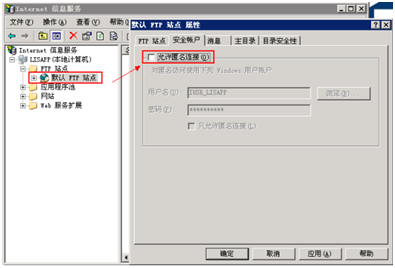 Internet 信息服务
文件(F) 操作(A) 查看(V) 帮助(
Internet 信息服务
LISAPP(本地计算机)
FTP 站点
默认 FTP 站点
应用程序池
网站
Web 服务扩展
默认 FTP 站点 属性
FTP 站点 安全帐户 消息 主目录 目录安全性
允许匿名连接(O)
对匿名访问使用下列 Windows 用户帐户
用户名(U) IUSR_LISAPP 浏览(B)
密码(P) **********
只允许匿名连接(L)
确定 取消 应用(A) 帮助